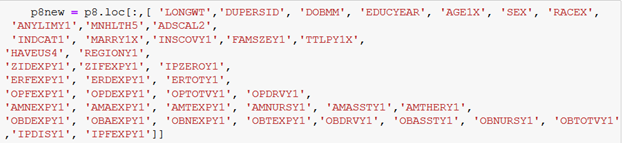 p8new = p8.loc[:,[ 'LONGWT','DUPERSID', 'DOBMM', 'EDUCYEAR', 'AGE1X', 'SEX', 'RACEX',
'ANYLIMY1','MNHLTH5','ADSCAL2',
'INDCAT1', 'MARRY1X','INSCOVY1','FAMSZEY1','TTLPY1X',
'HAVEUS4', 'REGIONY1',
'ZIDEXPY1','ZIFEXPY1', 'IPZEROY1',
'ERFEXPY1', 'ERDEXPY1', 'ERTOTY1',
'OPFEXPY1', 'OPDEXPY1', 'OPTOTVY1', 'OPDRVY1',
'AMNEXPY1', 'AMAEXPY1', 'AMTEXPY1', 'AMNURSY1', 'AMASSTY1','AMTHERY1',
'OBDEXPY1', 'OBAEXPY1', 'OBNEXPY1', 'OBTEXPY1','OBDRVY1', 'OBASSTY1', 'OBNURSY1', 'OBTOTVY1'
,'IPDISY1', 'IPFEXPY1']]